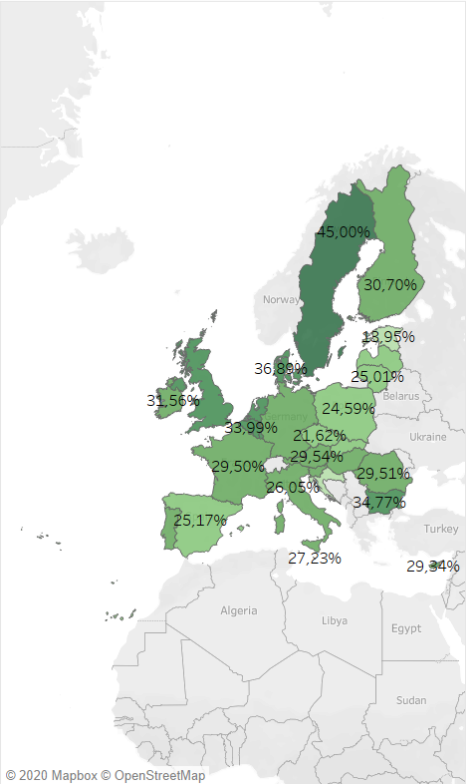 45,00%
30,70%
Norway
13,95%
36,89%
25,01%
31,56%
Belarus
24,59%
Germany
33,99%
21,62%
Ukraine
29,54%
29,50%
29,51%
26,05%
34,77%
25,17%
Turkey
27,23%
29,34%
Algeria
Libya
Egypt
Sudan
© 2020 Mapbox © OpenStreetMap